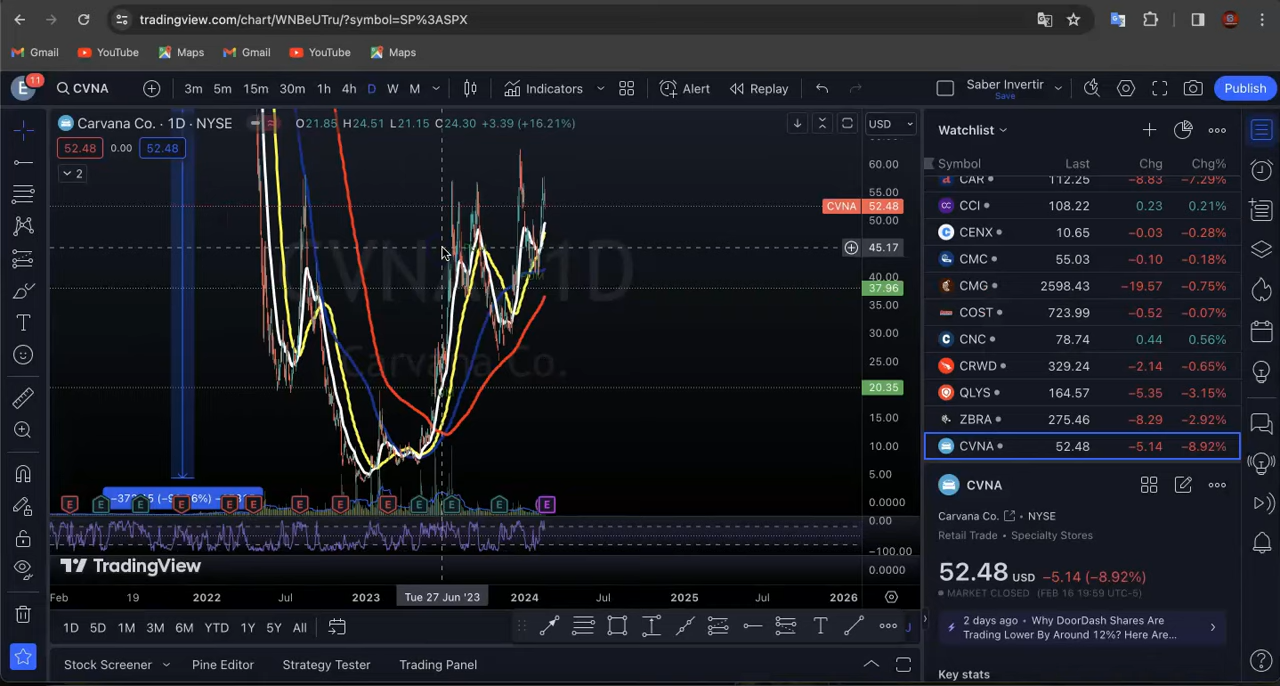 tradingview.com/chart/WNBeUTru/?symbol=SP%3ASPX
Gmail YouTube Maps Gmail YouTube Maps
E 11 CVNA 3m 5m 15m 30m 1h 4h D W M Indicators Alert Replay Saber Invertir Save Publish
Carvana Co. · 1D · NYSE O21.85 H24.51 L21.15 C24.30 +3.39 (+16.21%) USD
52.48 0.00 52.48
2
60.00
55.00
CVNA 52.48
50.00
45.17
40.00
37.96
35.00
30.00
25.00
20.35
15.00
10.00
5.00
0.0000
0.00
−100.00
0.0000
CVNA 1D
Carvana Co.
E E E E E E E E E E E E E
TradingView
Feb 19 2022 Jul 2023 Tue 27 Jun '23 2024 Jul 2025 Jul 2026
1D 5D 1M 3M 6M YTD 1Y 5Y All
Stock Screener Pine Editor Strategy Tester Trading Panel
Watchlist
Symbol Last Chg Chg%
CAR 112.25 −8.83 −7.29%
CCI 108.22 0.23 0.21%
CENX 10.65 −0.03 −0.28%
CMC 55.03 −0.10 −0.18%
CMG 2598.43 −19.57 −0.75%
COST 723.99 −0.52 −0.07%
CNC 78.74 0.44 0.56%
CRWD 329.24 −2.14 −0.65%
QLYS 164.57 −5.35 −3.15%
ZBRA 275.46 −8.29 −2.92%
CVNA 52.48 −5.14 −8.92%
CVNA
Carvana Co. · NYSE
Retail Trade · Specialty Stores
52.48 USD −5.14 (−8.92%)
MARKET CLOSED (FEB 16 19:59 UTC-5)
2 days ago · Why DoorDash Shares Are
Trading Lower By Around 12%? Here Are...
Key stats